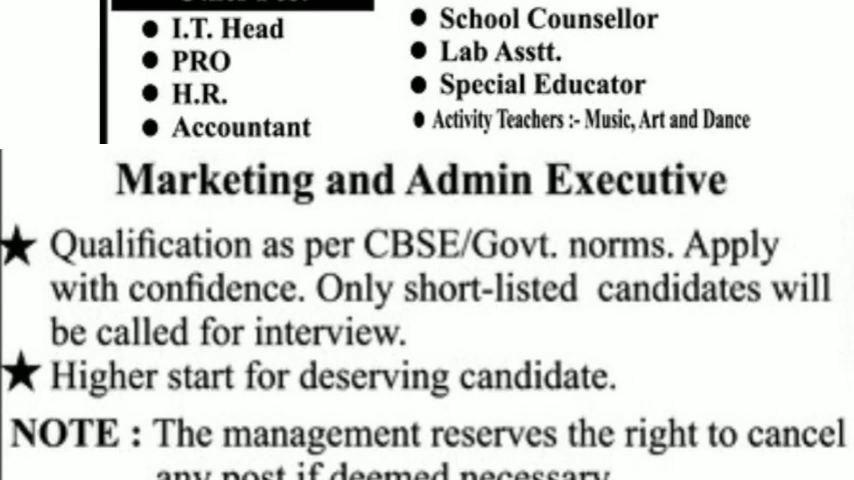 ● I.T. Head
● PRO
● H.R.
● Accountant
● School Counsellor
● Lab Asstt.
● Special Educator
● Activity Teachers :- Music, Art and Dance
Marketing and Admin Executive
★ Qualification as per CBSE/Govt. norms. Apply
with confidence. Only short-listed candidates will
be called for interview.
★ Higher start for deserving candidate.
NOTE : The management reserves the right to cancel
any post if deemed necessary